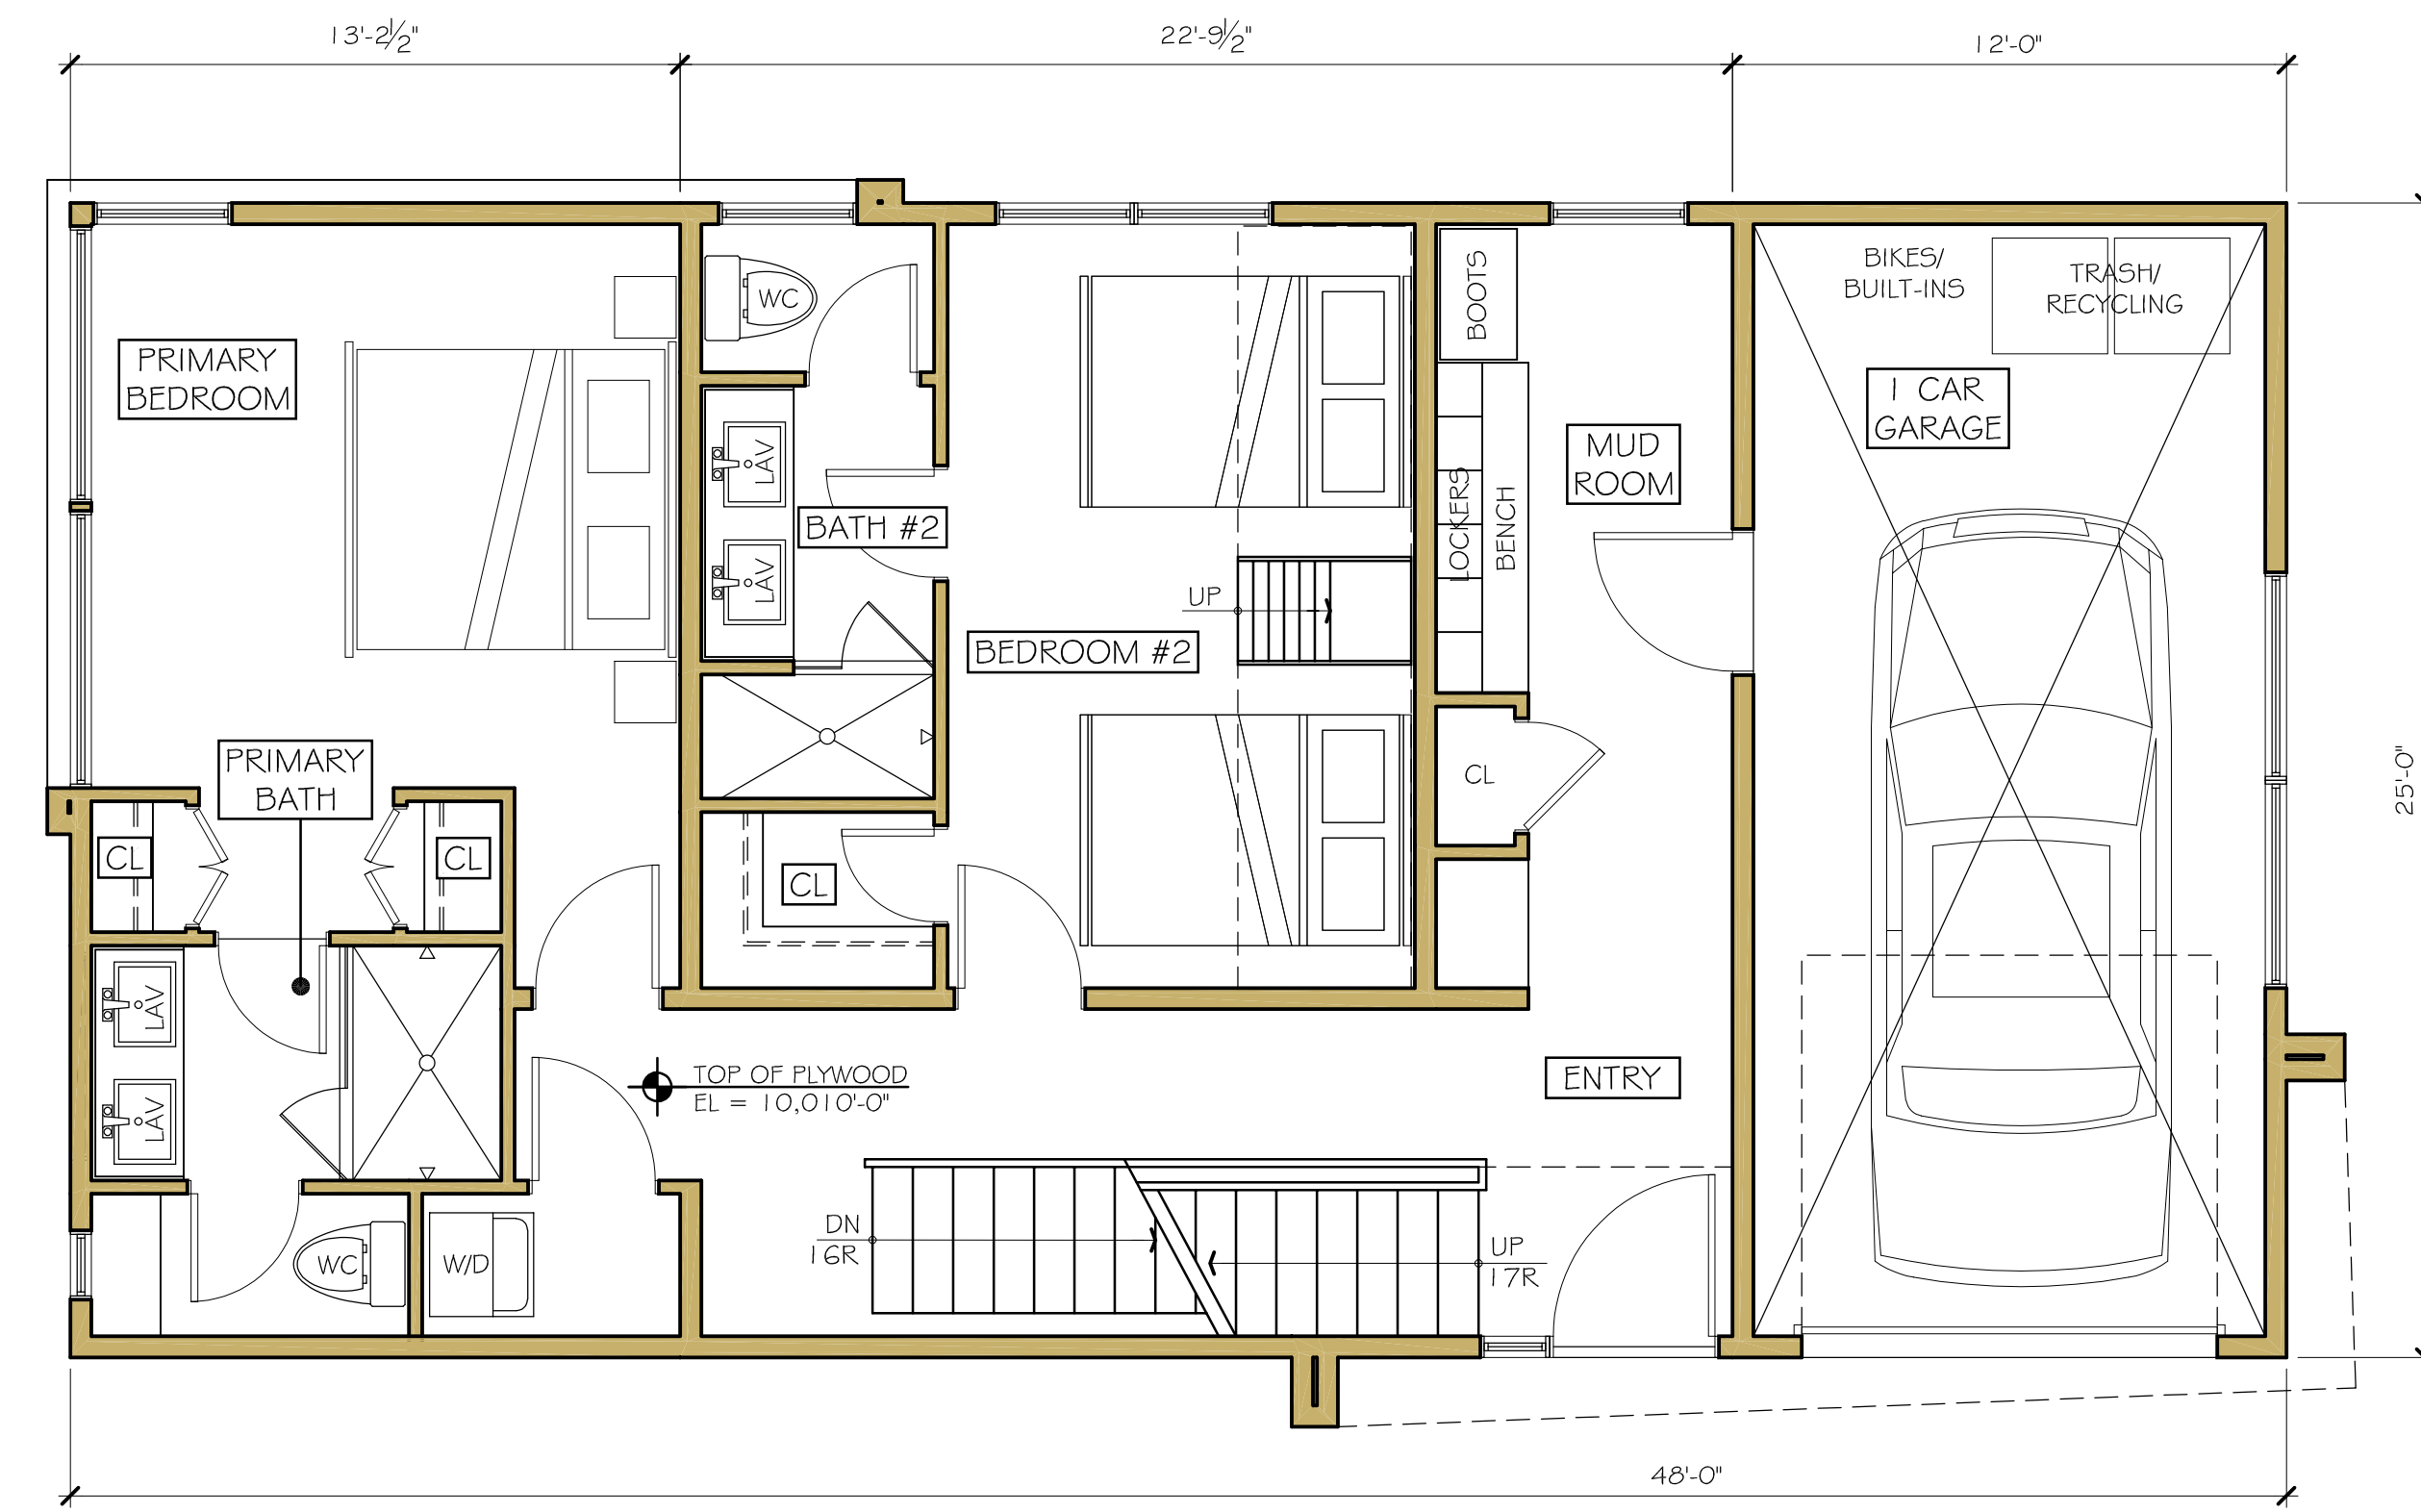 13'-2½"
22'-9½"
12'-0"
BIKES/
BUILT-INS
TRASH/
RECYCLING
WC
BOOTS
PRIMARY
BEDROOM
1 CAR
GARAGE
MUD
ROOM
LAV
LOCKERS
BENCH
BATH #2
LAV
UP
BEDROOM #2
PRIMARY
BATH
CL
25'-0"
CL
CL
CL
LAV
LAV
TOP OF PLYWOOD
EL = 10,010'-0"
ENTRY
DN
16R
UP
17R
WC
W/D
48'-0"